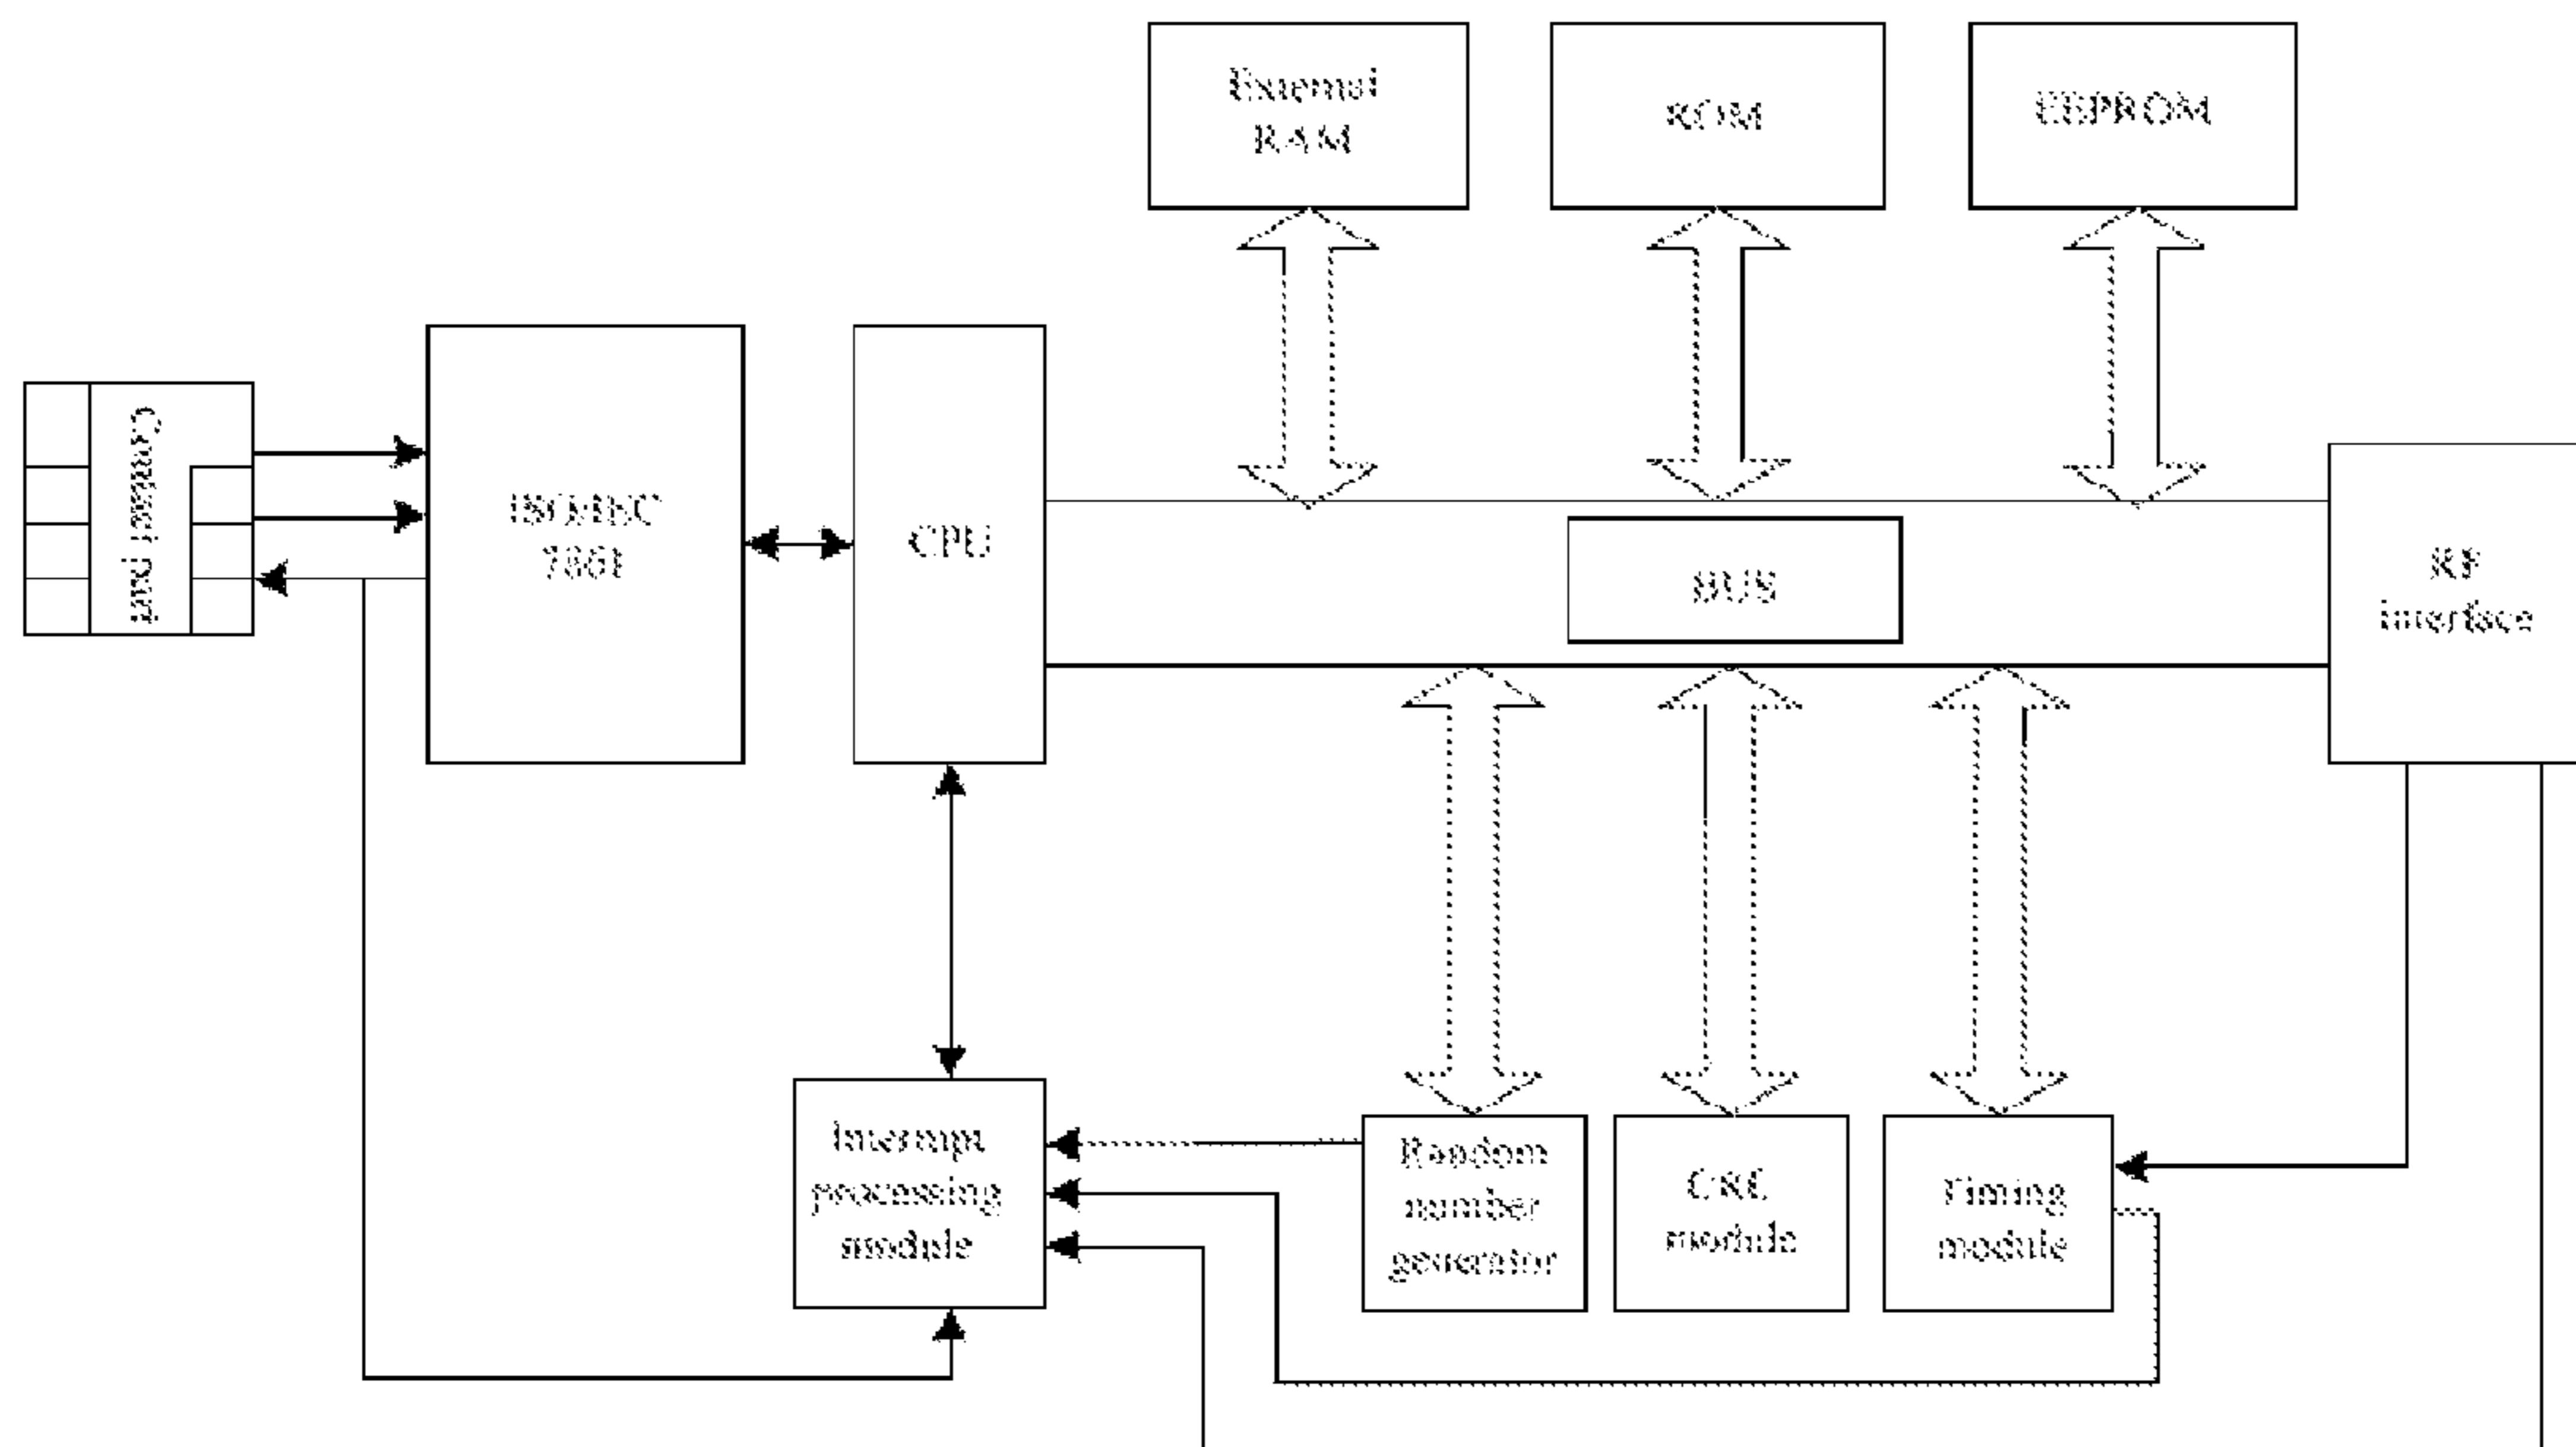 External
RAM
ROM
EEPROM
Contact pad
ISO/IEC
CPU
BUS
RF
interface
Interrupt
processing
module
Random
number
generator
CRC
module
Timing
module